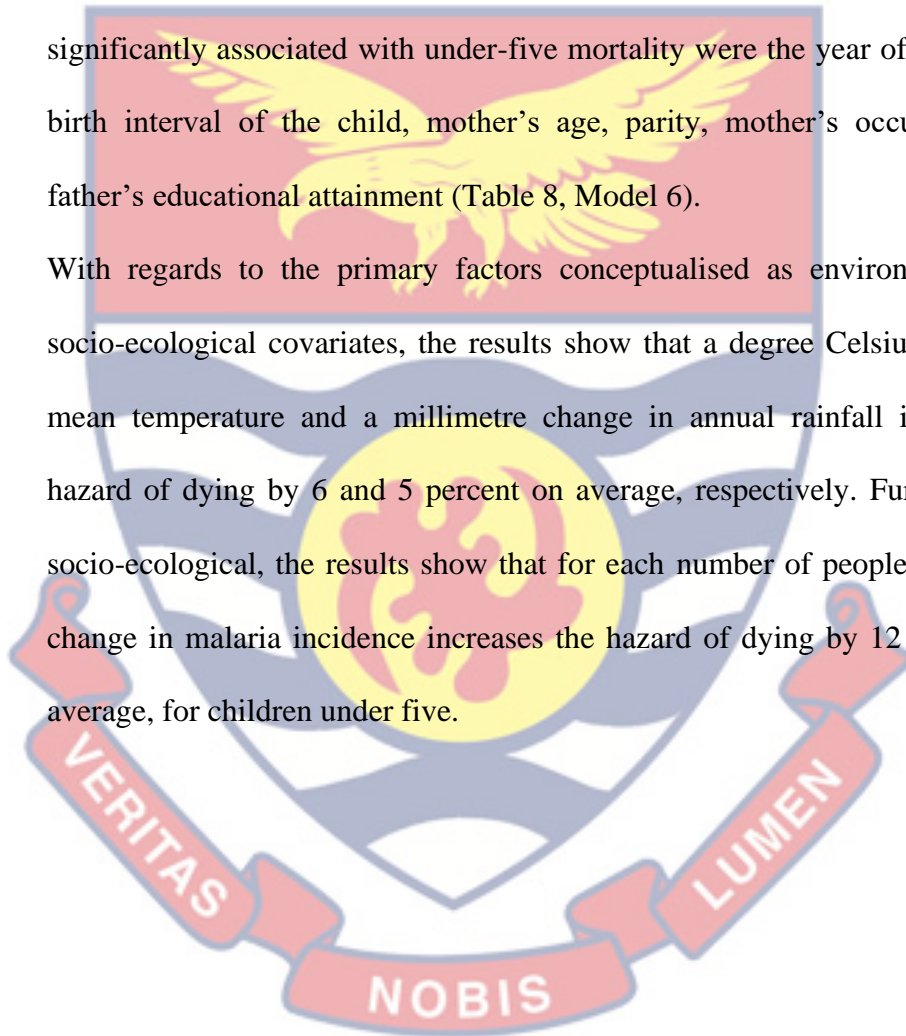 significantly associated with under-five mortality were the year of
birth interval of the child, mother’s age, parity, mother’s occu
father’s educational attainment (Table 8, Model 6).
With regards to the primary factors conceptualised as environ
socio-ecological covariates, the results show that a degree Celsiu
mean temperature and a millimetre change in annual rainfall i
hazard of dying by 6 and 5 percent on average, respectively. Fur
socio-ecological, the results show that for each number of people
change in malaria incidence increases the hazard of dying by 12
average, for children under five.
VERITAS
NOBIS
LUMEN